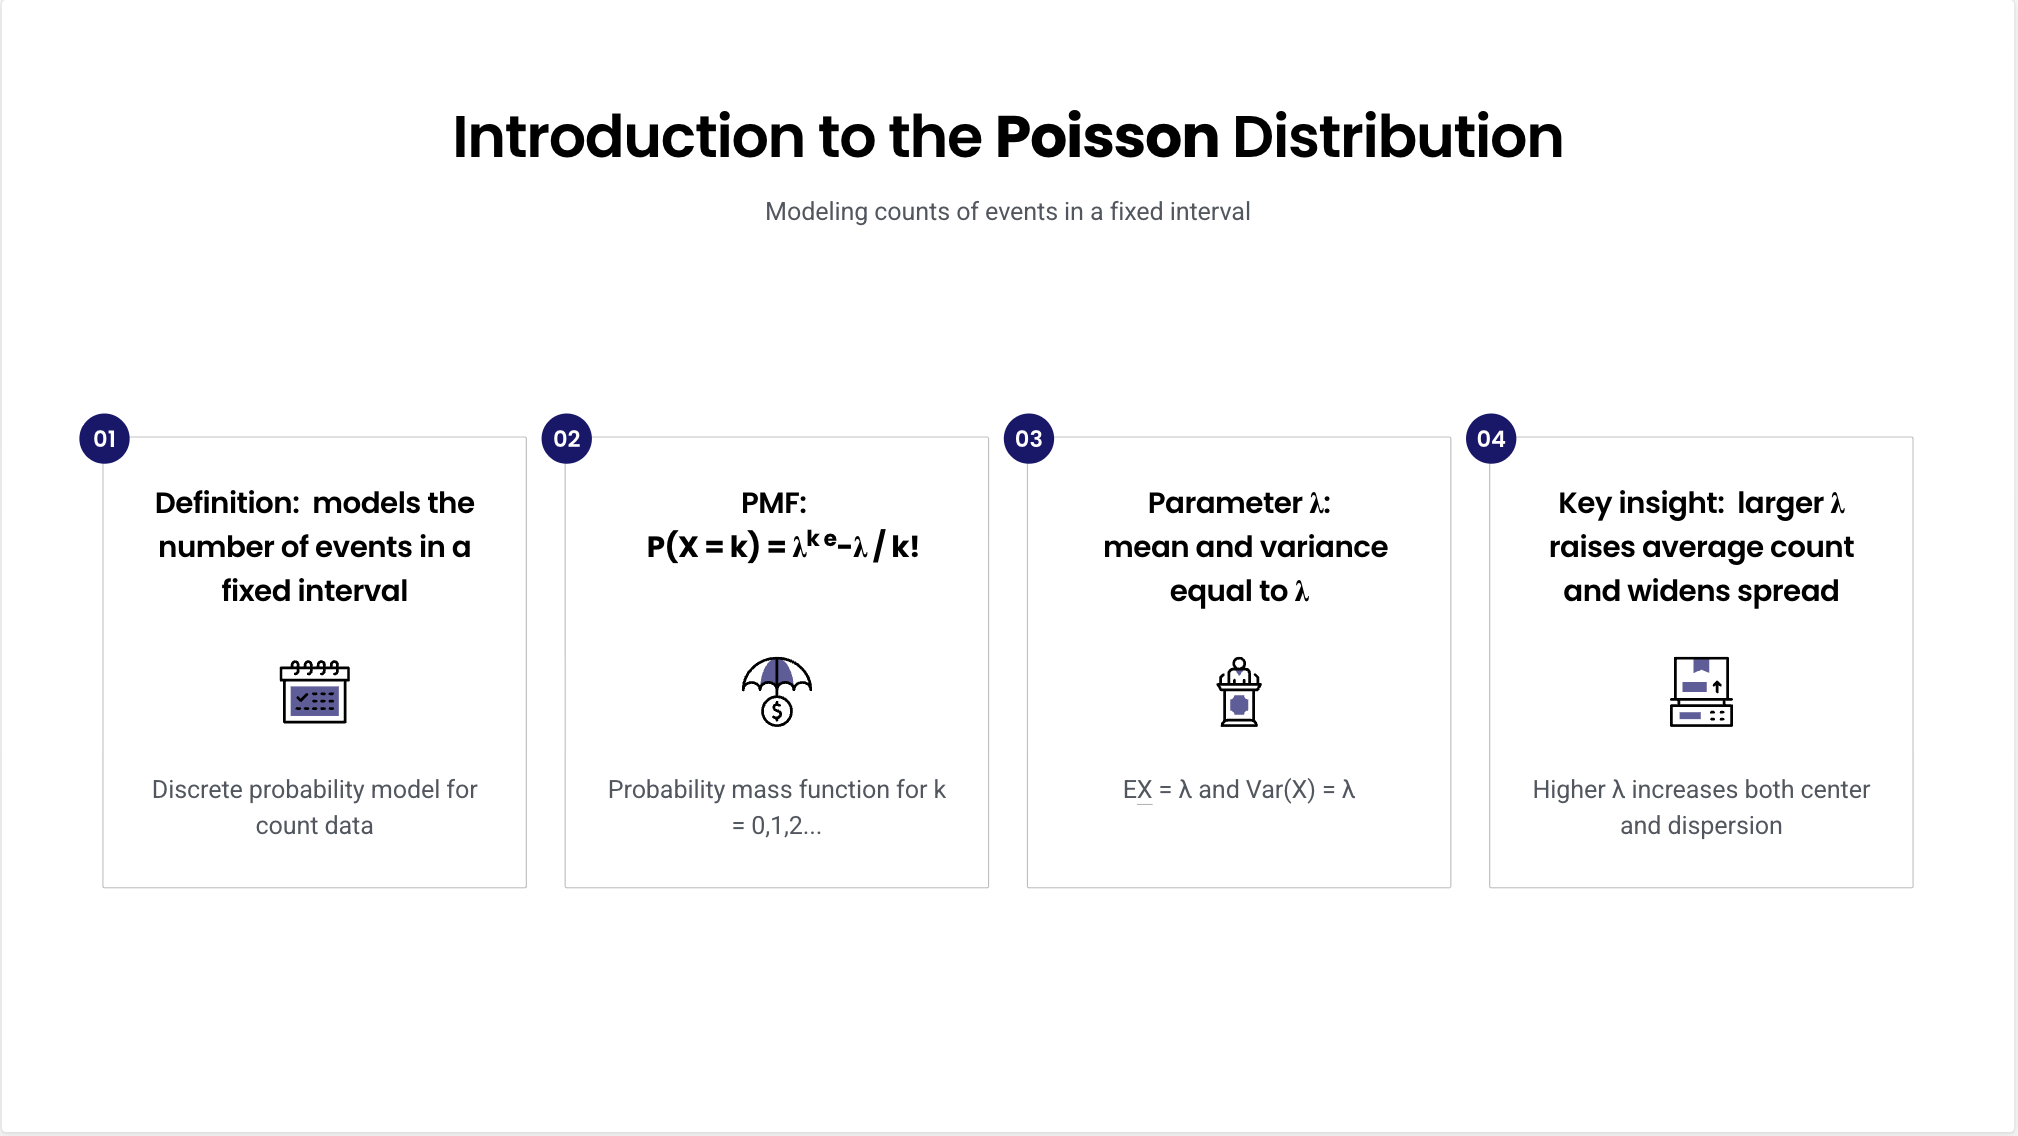 Introduction to the Poisson Distribution
Modeling counts of events in a fixed interval
01
Definition:  models the
number of events in a
fixed interval
Discrete probability model for
count data
02
PMF:
P(X = k) = λᵏ ᵉ−λ / k!
$
Probability mass function for k
= 0,1,2...
03
Parameter λ:
mean and variance
equal to λ
EX = λ and Var(X) = λ
04
Key insight:  larger λ
raises average count
and widens spread
Higher λ increases both center
and dispersion